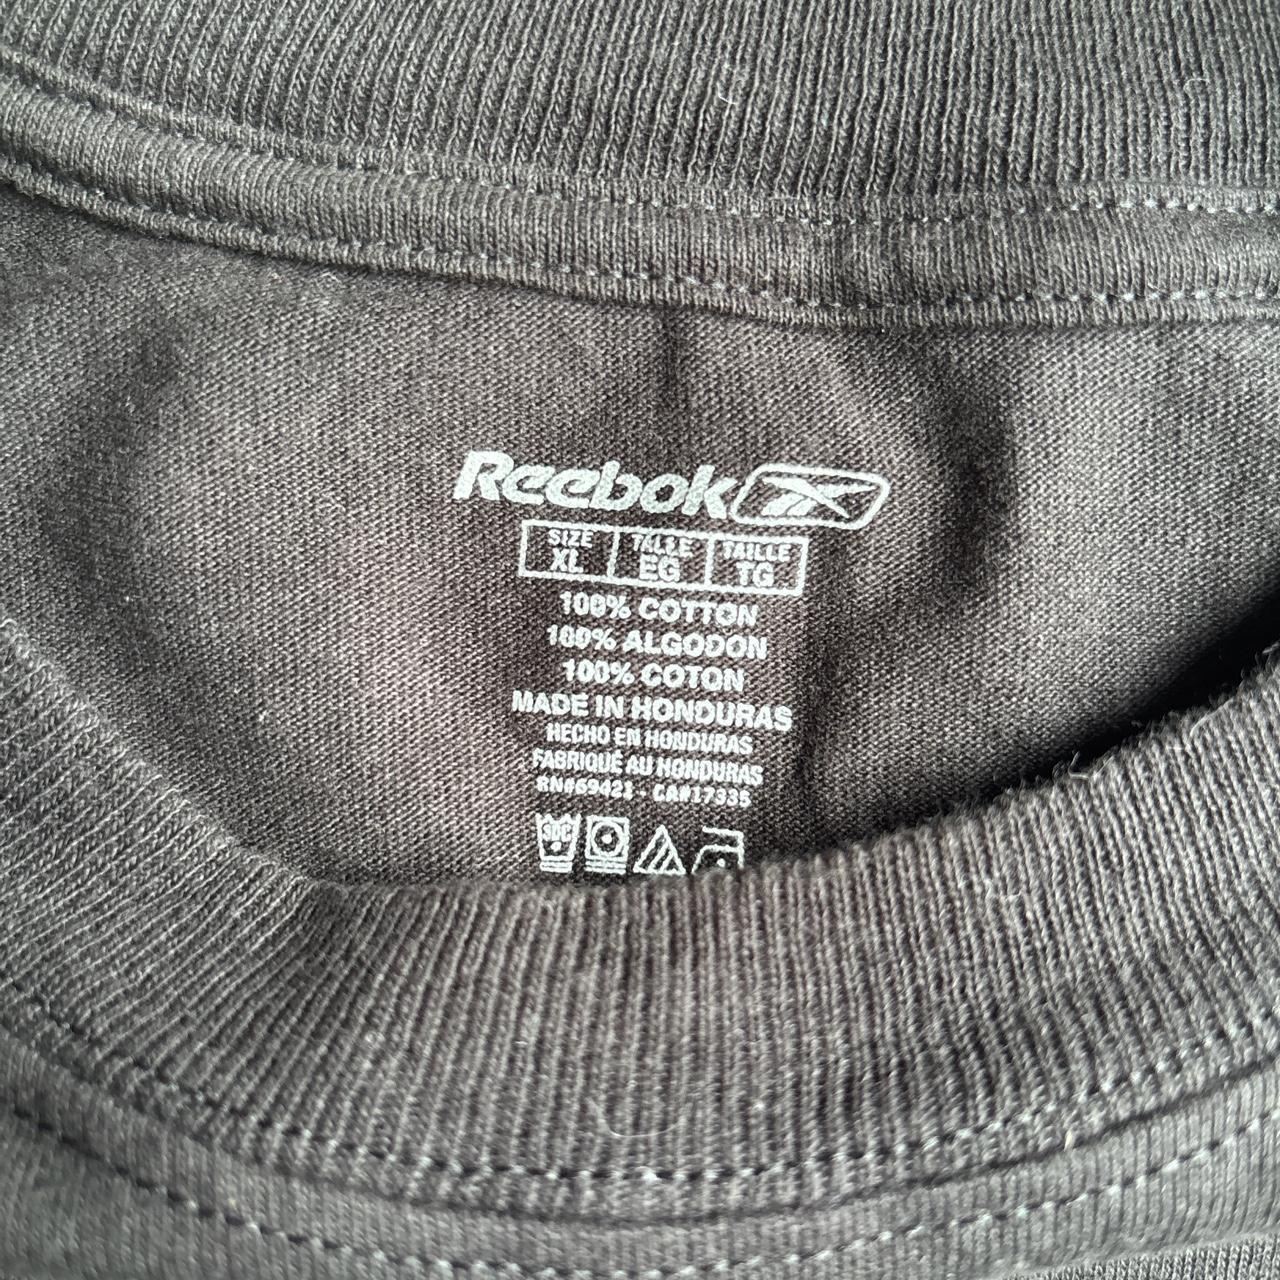 Reebok
SIZE TALLE TAILLE
XL EG TG
100% COTTON
100% ALGODON
100% COTON
MADE IN HONDURAS
HECHO EN HONDURAS
FABRIQUÉ AU HONDURAS
RN#69421 - CA#17335